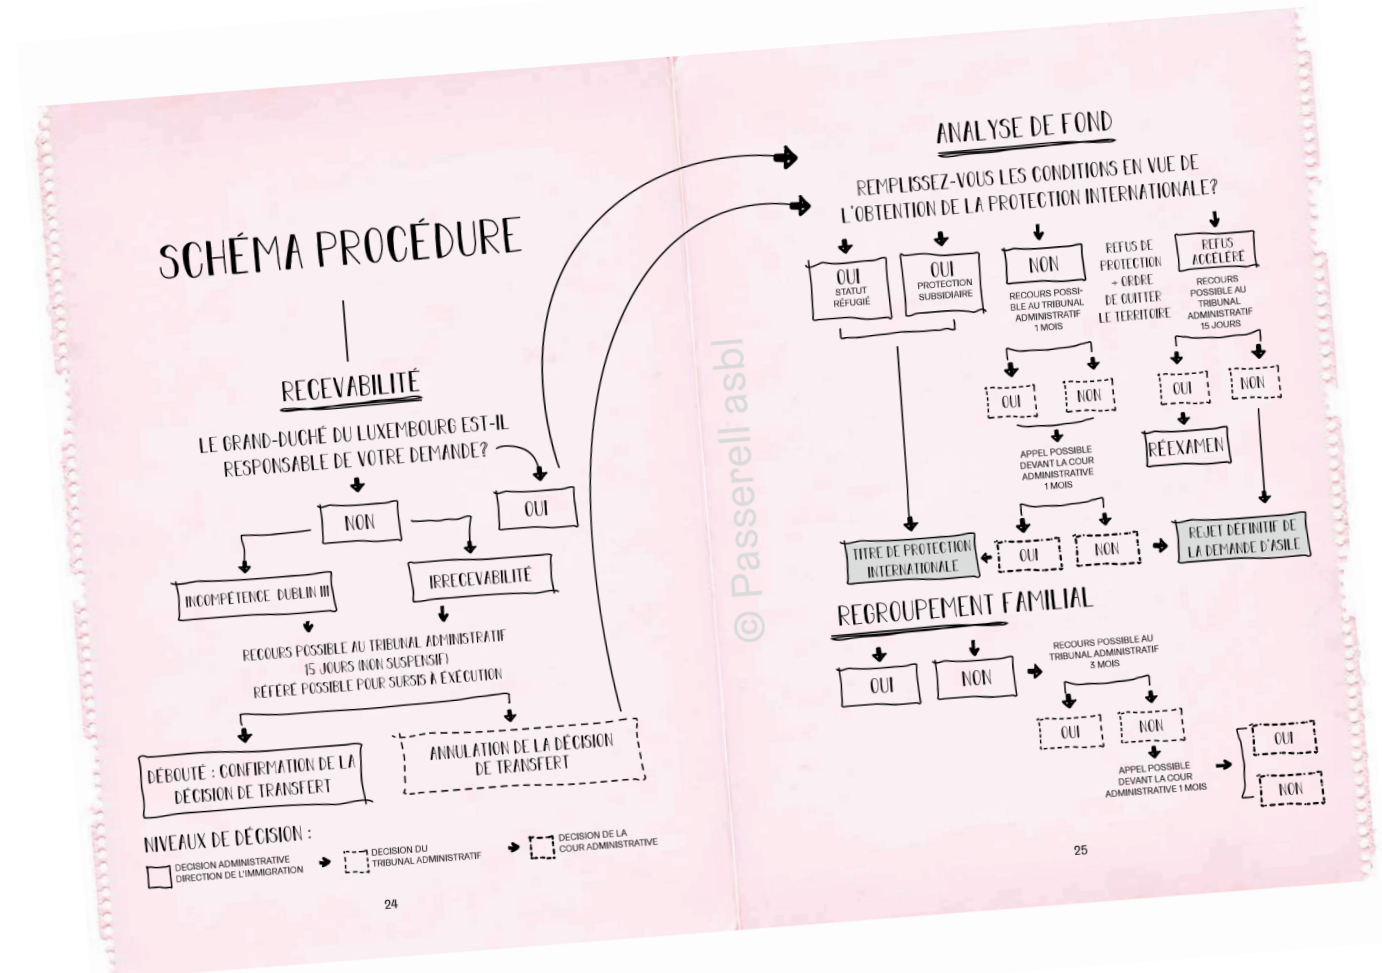 SCHÉMA PROCÉDURE
RECEVABILITÉ
LE GRAND-DUCHÉ DU LUXEMBOURG EST-IL
RESPONSABLE DE VOTRE DEMANDE?
NON
OUI
INCOMPÉTENCE DUBLIN III
IRRECEVABILITÉ
RECOURS POSSIBLE AU TRIBUNAL ADMINISTRATIF
15 JOURS (NON SUSPENSIF)
RÉFÉRÉ POSSIBLE POUR SURSIS À ÉXÉCUTION
DÉBOUTÉ : CONFIRMATION DE LA
DÉCISION DE TRANSFERT
ANNULATION DE LA DÉCISION
DE TRANSFERT
NIVEAUX DE DÉCISION :
DECISION ADMINISTRATIVE
DIRECTION DE L'IMMIGRATION
DECISION DU
TRIBUNAL ADMINISTRATIF
DECISION DE LA
COUR ADMINISTRATIVE
24
© Passerell asbl
ANALYSE DE FOND
REMPLISSEZ-VOUS LES CONDITIONS EN VUE DE
L'OBTENTION DE LA PROTECTION INTERNATIONALE?
OUI
STATUT
RÉFUGIÉ
OUI
PROTECTION
SUBSIDIAIRE
NON
RECOURS POSSI-
BLE AU TRIBUNAL
ADMINISTRATIF
1 MOIS
REFUS DE
PROTECTION
+ ORDRE
DE QUITTER
LE TERRITOIRE
REFUS
ACCÉLÉRÉ
RECOURS
POSSIBLE AU
TRIBUNAL
ADMINISTRATIF
15 JOURS
OUI
NON
OUI
NON
APPEL POSSIBLE
DEVANT LA COUR
ADMINISTRATIVE
1 MOIS
RÉEXAMEN
TITRE DE PROTECTION
INTERNATIONALE
OUI
NON
REJET DÉFINITIF DE
LA DEMANDE D'ASILE
REGROUPEMENT FAMILIAL
OUI
NON
RECOURS POSSIBLE AU
TRIBUNAL ADMINISTRATIF
3 MOIS
OUI
NON
APPEL POSSIBLE
DEVANT LA COUR
ADMINISTRATIVE 1 MOIS
OUI
NON
25